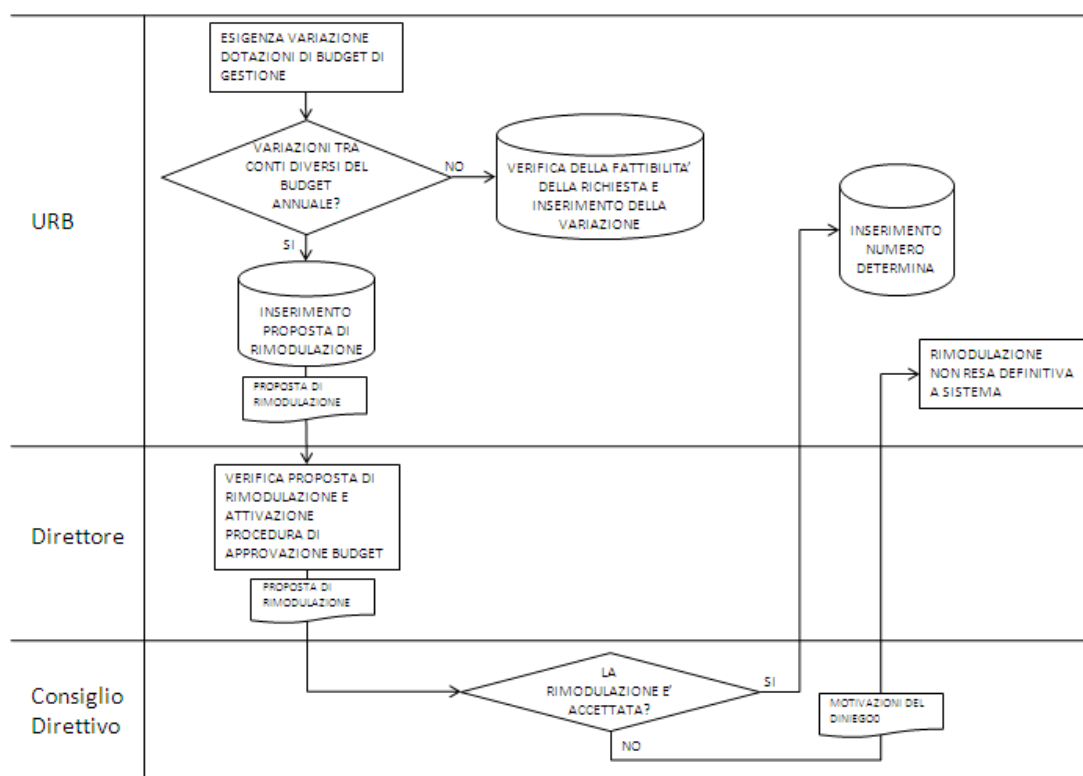 URB
ESIGENZA VARIAZIONE
DOTAZIONI DI BUDGET DI
GESTIONE
VARIAZIONI TRA
CONTI DIVERSI DEL
BUDGET
ANNUALE?
NO
VERIFICA DELLA FATTIBILITA’
DELLA RICHIESTA E
INSERIMENTO DELLA
VARIAZIONE
SI
INSERIMENTO
PROPOSTA DI
RIMODULAZIONE
PROPOSTA DI
RIMODULAZIONE
INSERIMENTO
NUMERO
DETERMINA
RIMODULAZIONE
NON RESA DEFINITIVA
A SISTEMA
Direttore
VERIFICA PROPOSTA DI
RIMODULAZIONE E
ATTIVAZIONE
PROCEDURA DI
APPROVAZIONE BUDGET
PROPOSTA DI
RIMODULAZIONE
Consiglio
Direttivo
LA
RIMODULAZIONE E’
ACCETTATA?
SI
NO
MOTIVAZIONI DEL
DINIEGO0